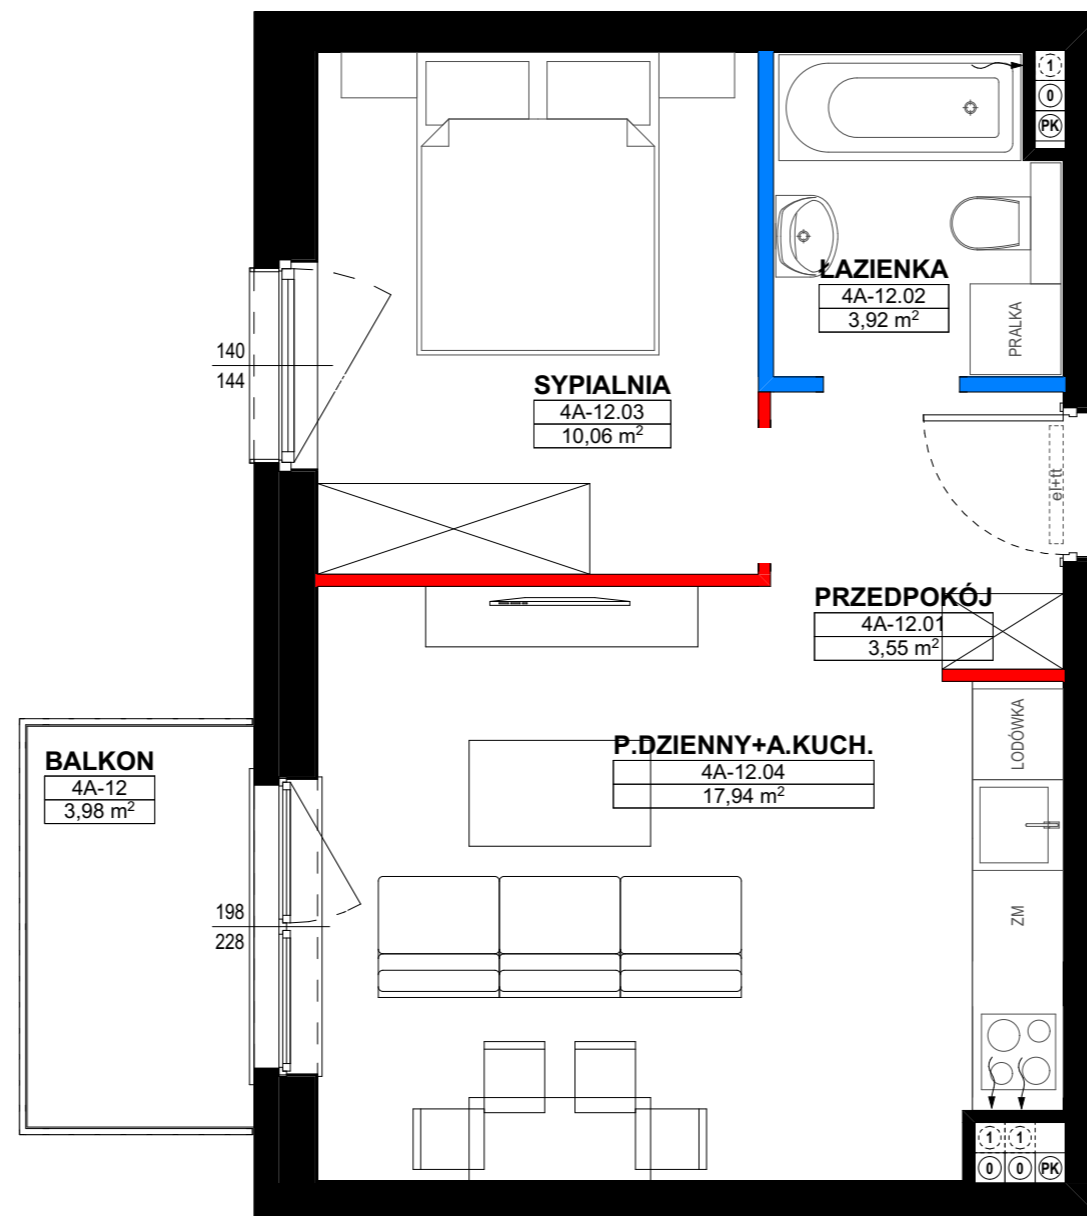 1
0
PK
ŁAZIENKA
4A-12.02
3,92 m²
PRALKA
140
144
SYPIALNIA
4A-12.03
10,06 m²
el+tt
PRZEDPOKÓJ
4A-12.01
3,55 m²
LODÓWKA
BALKON
4A-12
3,98 m²
P.DZIENNY+A.KUCH.
4A-12.04
17,94 m²
198
228
ZM
1 1
0 0 PK